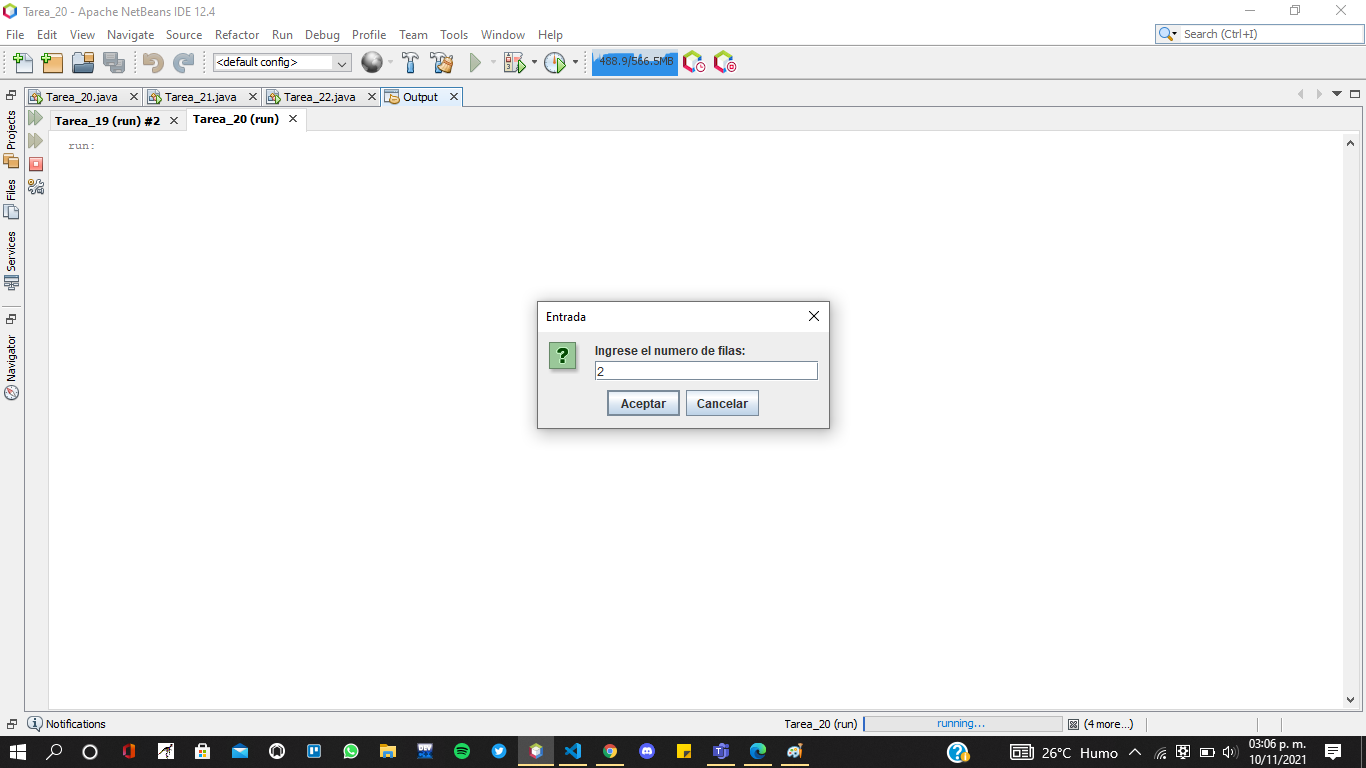 Tarea_20 - Apache NetBeans IDE 12.4
File Edit View Navigate Source Refactor Run Debug Profile Team Tools Window Help
Search (Ctrl+I)
<default config>
488.9/566.5MB
Tarea_20.java Tarea_21.java Tarea_22.java Output
Tarea_19 (run) #2 Tarea_20 (run)
run:
Projects
Files
Services
Navigator
Entrada
?
Ingrese el numero de filas:
2
Aceptar Cancelar
Notifications
Tarea_20 (run) running... (4 more...)
26°C Humo
03:06 p. m.
10/11/2021